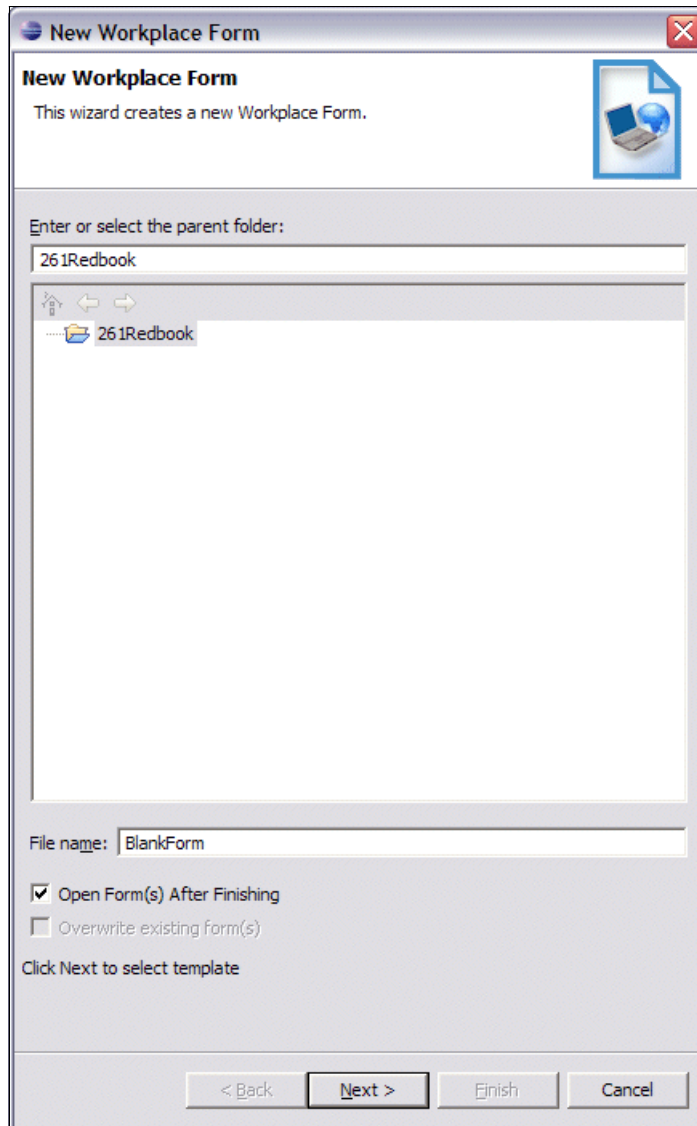 New Workplace Form
New Workplace Form
This wizard creates a new Workplace Form.
Enter or select the parent folder:
261Redbook
261Redbook
File name: BlankForm
Open Form(s) After Finishing
Overwrite existing form(s)
Click Next to select template
< Back Next > Finish Cancel